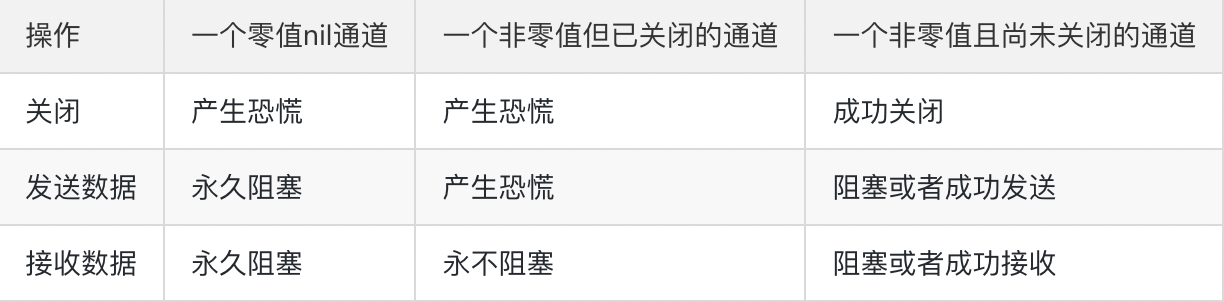 操作 一个零值nil通道 一个非零值但已关闭的通道 一个非零值且尚未关闭的通道
关闭 产生恐慌 产生恐慌 成功关闭
发送数据 永久阻塞 产生恐慌 阻塞或者成功发送
接收数据 永久阻塞 永不阻塞 阻塞或者成功接收